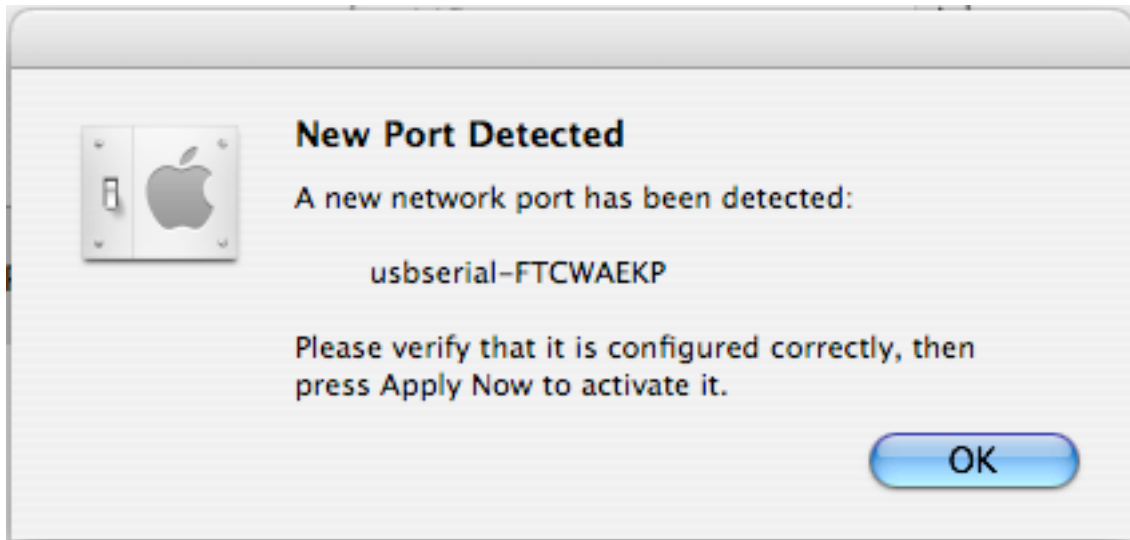 New Port Detected
A new network port has been detected:
usbserial-FTCWAEKP
Please verify that it is configured correctly, then
press Apply Now to activate it.
OK